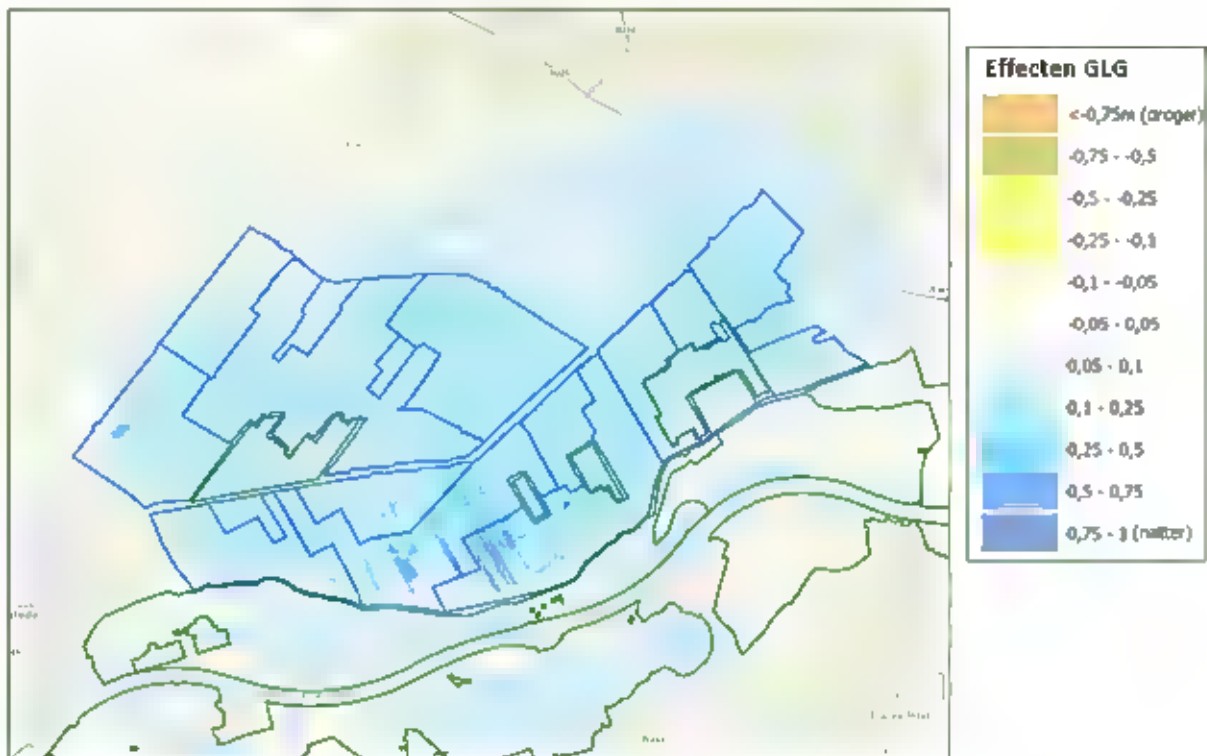 Effecten GLG
<-0,75m (droger)
-0,75 - -0,5
-0,5 - -0,25
-0,25 - -0,1
-0,1 - -0,05
-0,05 - 0,05
0,05 - 0,1
0,1 - 0,25
0,25 - 0,5
0,5 - 0,75
0,75 - 1 (natter)